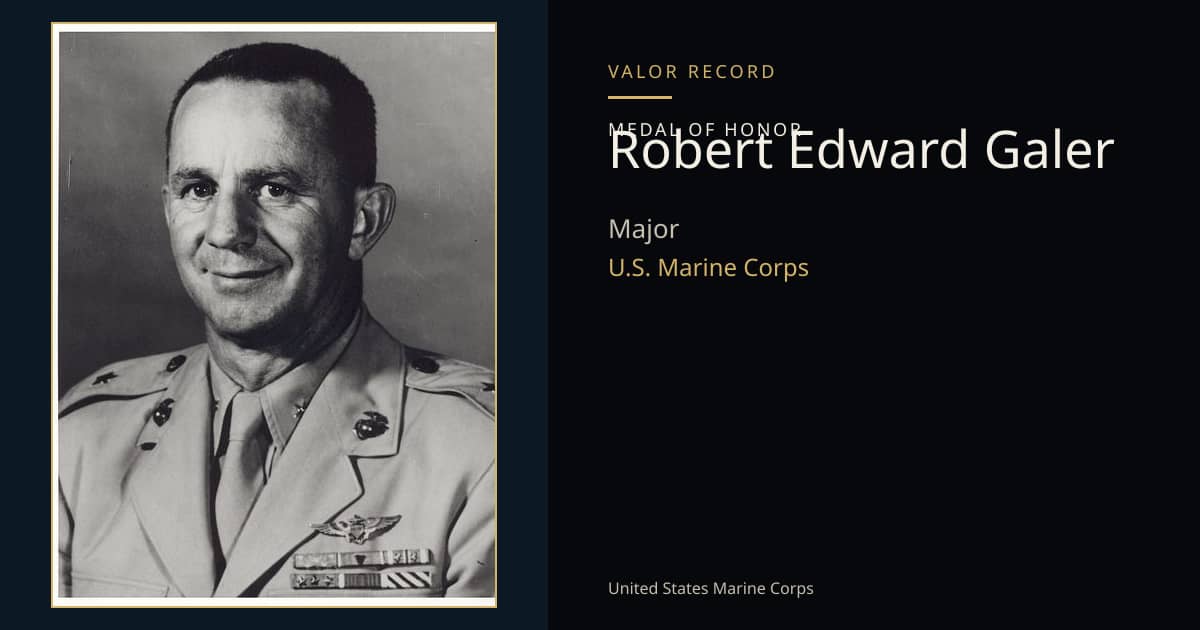 VALOR RECORD
MEDAL OF HONOR
Robert Edward Galer
Major
U.S. Marine Corps
United States Marine Corps